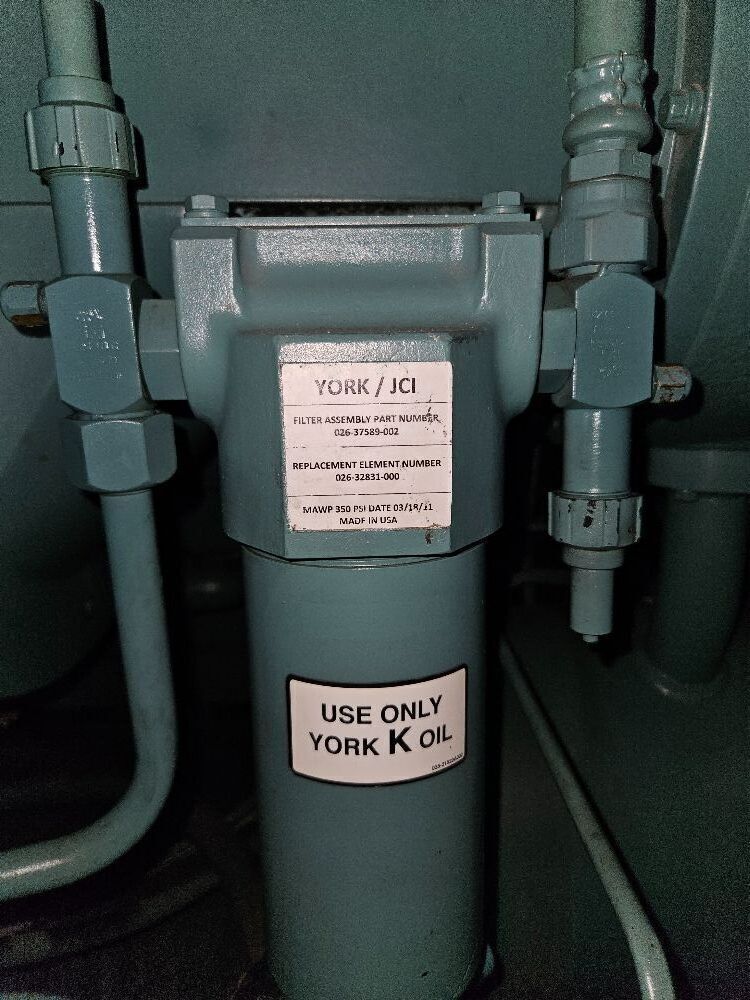 YORK / JCI
FILTER ASSEMBLY PART NUMBER
026-37589-002
REPLACEMENT ELEMENT NUMBER
026-32831-000
MAWP 350 PSI DATE 03/18/11
MADE IN USA
USE ONLY
YORK K OIL